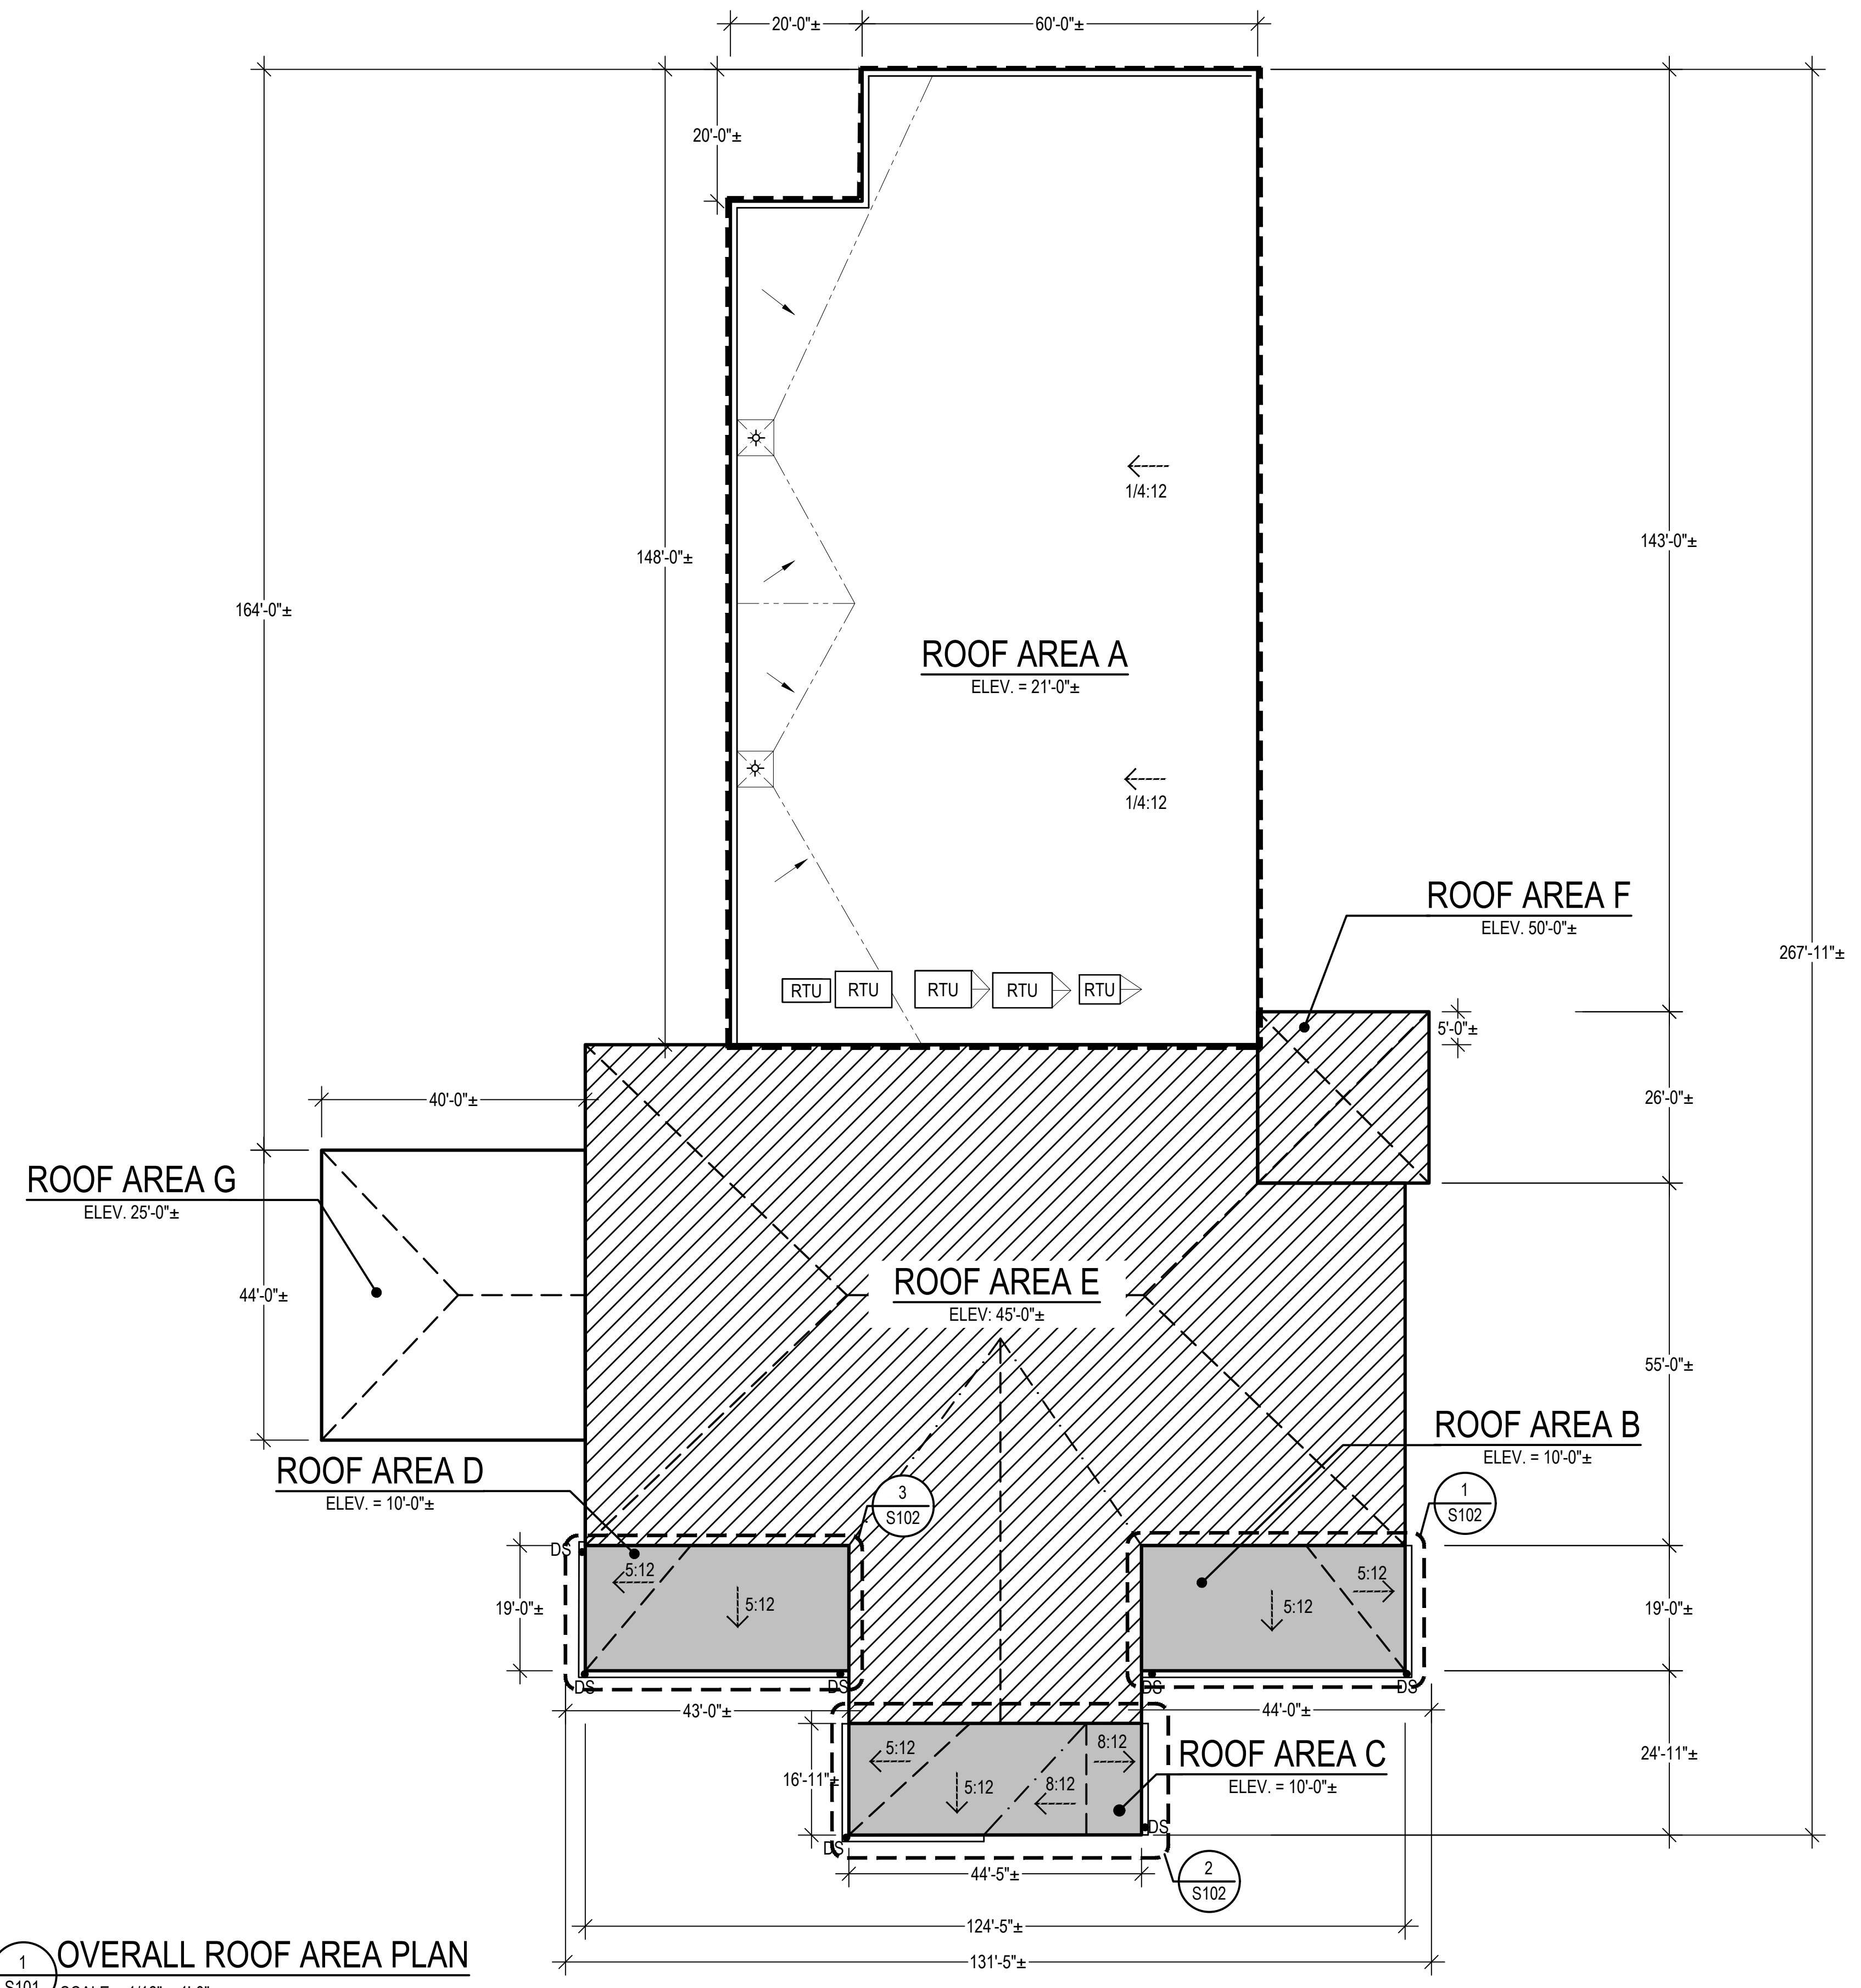 20'-0"±
60'-0"±
20'-0"±
148'-0"±
164'-0"±
143'-0"±
267'-11"±
1/4:12
ROOF AREA A
ELEV. = 21'-0"±
1/4:12
ROOF AREA F
ELEV. 50'-0"±
RTU
RTU
RTU
RTU
RTU
5'-0"±
26'-0"±
40'-0"±
ROOF AREA G
ELEV. 25'-0"±
44'-0"±
ROOF AREA E
ELEV: 45'-0"±
55'-0"±
ROOF AREA B
ELEV. = 10'-0"±
ROOF AREA D
ELEV. = 10'-0"±
3
S102
1
S102
DS
5:12
5:12
5:12
5:12
19'-0"±
19'-0"±
DS
DS
DS
DS
43'-0"±
44'-0"±
5:12
8:12
5:12
8:12
16'-11"±
ROOF AREA C
ELEV. = 10'-0"±
24'-11"±
DS
DS
44'-5"±
2
S102
124'-5"±
131'-5"±
1
OVERALL ROOF AREA PLAN
S101